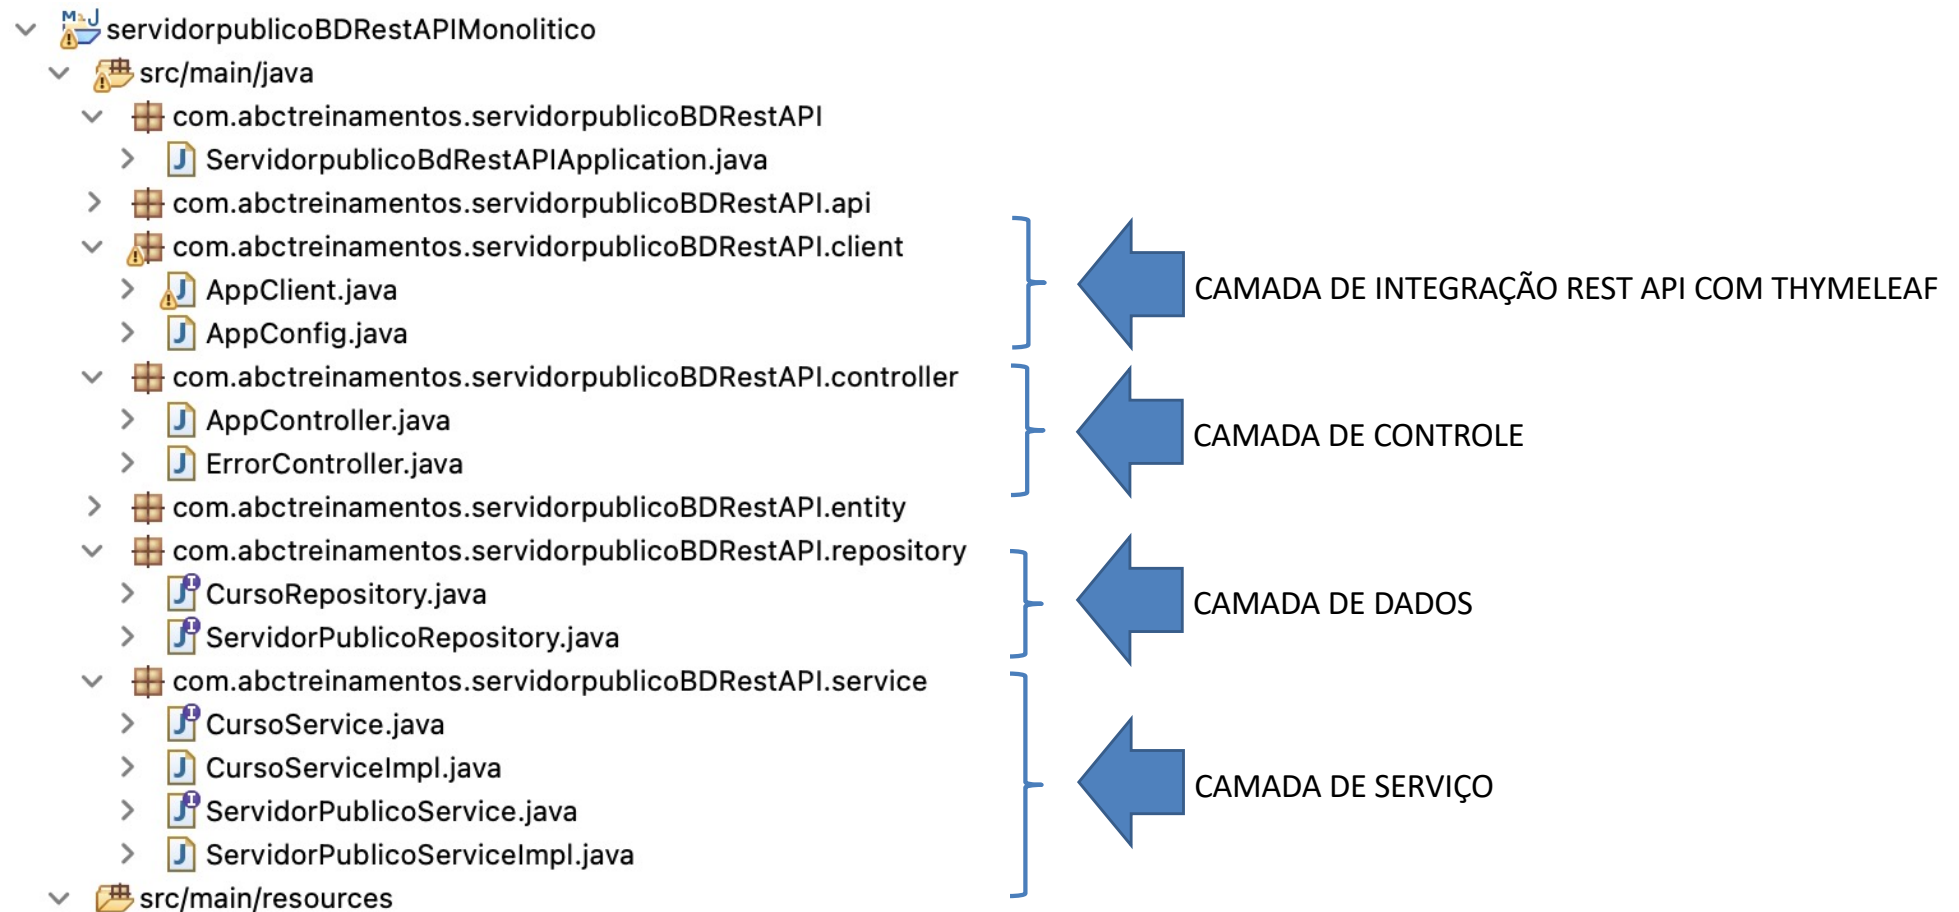 servidorpublicoBDRestAPIMonolitico
src/main/java
com.abctreinamentos.servidorpublicoBDRestAPI
ServidorpublicoBdRestAPIApplication.java
com.abctreinamentos.servidorpublicoBDRestAPI.api
com.abctreinamentos.servidorpublicoBDRestAPI.client
AppClient.java
AppConfig.java
CAMADA DE INTEGRAÇÃO REST API COM THYMELEAF
com.abctreinamentos.servidorpublicoBDRestAPI.controller
AppController.java
ErrorController.java
CAMADA DE CONTROLE
com.abctreinamentos.servidorpublicoBDRestAPI.entity
com.abctreinamentos.servidorpublicoBDRestAPI.repository
CursoRepository.java
ServidorPublicoRepository.java
CAMADA DE DADOS
com.abctreinamentos.servidorpublicoBDRestAPI.service
CursoService.java
CursoServiceImpl.java
ServidorPublicoService.java
ServidorPublicoServiceImpl.java
CAMADA DE SERVIÇO
src/main/resources